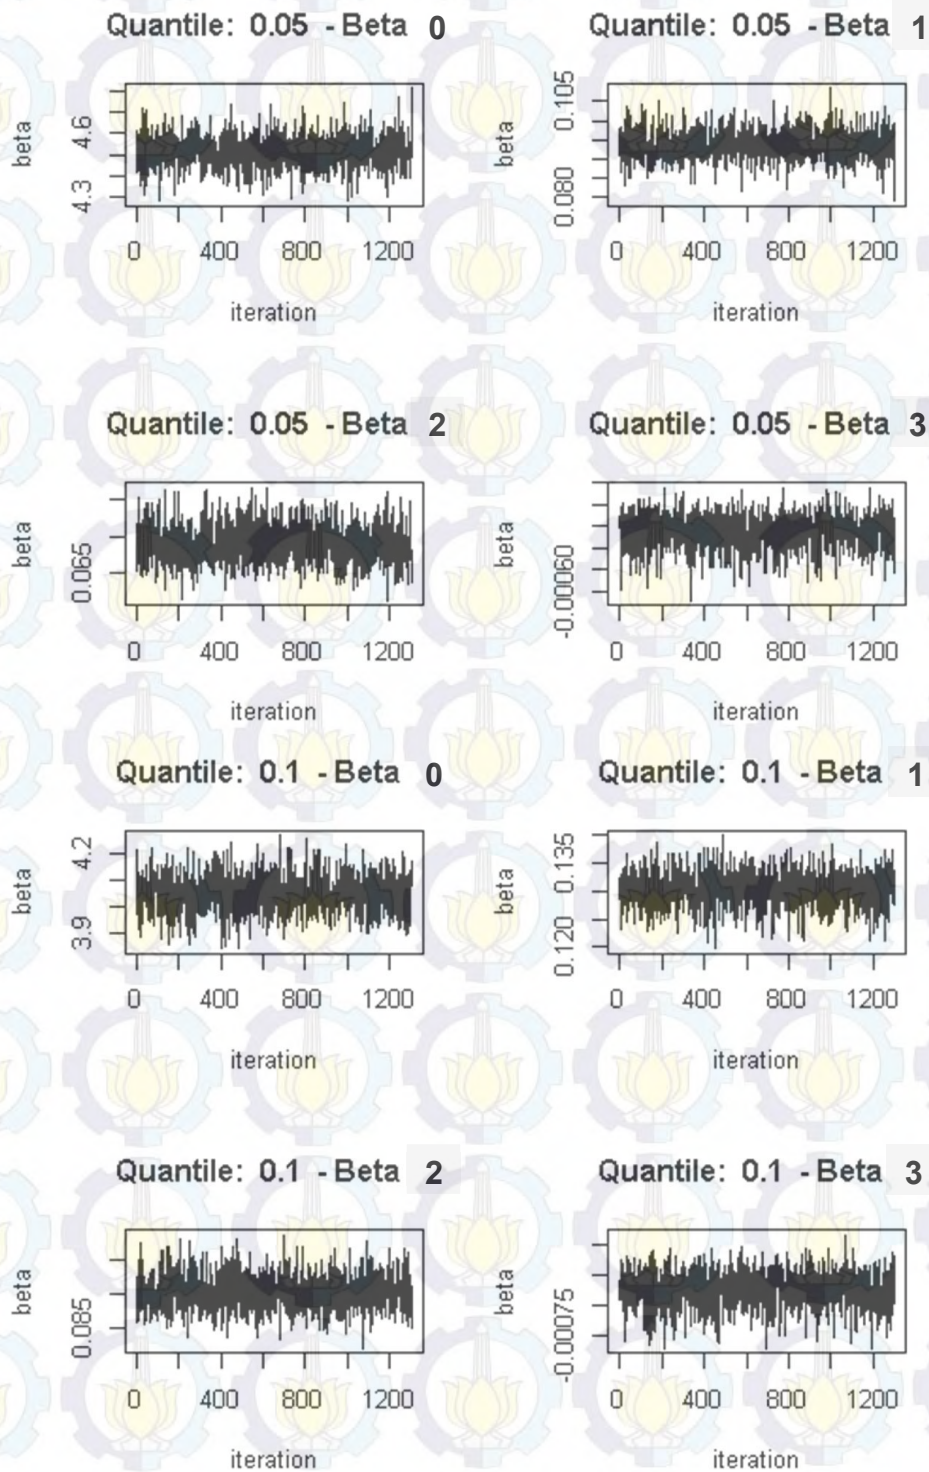 Quantile: 0.05 - Beta 0
beta
4.3 4.6
0 400 800 1200
iteration
Quantile: 0.05 - Beta 1
beta
0.080 0.105
0 400 800 1200
iteration
Quantile: 0.05 - Beta 2
beta
0.065
0 400 800 1200
iteration
Quantile: 0.05 - Beta 3
beta
-0.00060
0 400 800 1200
iteration
Quantile: 0.1 - Beta 0
beta
3.9 4.2
0 400 800 1200
iteration
Quantile: 0.1 - Beta 1
beta
0.120 0.135
0 400 800 1200
iteration
Quantile: 0.1 - Beta 2
beta
0.085
0 400 800 1200
iteration
Quantile: 0.1 - Beta 3
beta
-0.00075
0 400 800 1200
iteration